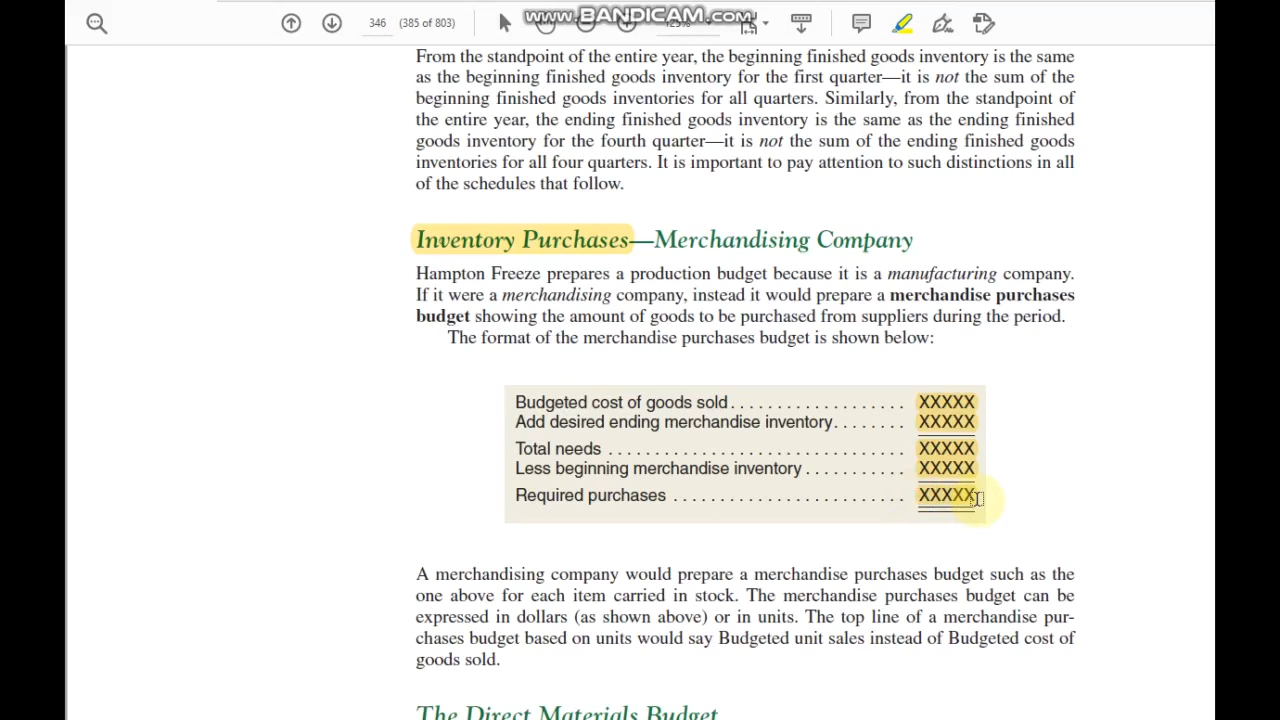 346 (385 of 803)
www.BANDICAM.com
From the standpoint of the entire year, the beginning finished goods inventory is the same
as the beginning finished goods inventory for the first quarter—it is not the sum of the
beginning finished goods inventories for all quarters. Similarly, from the standpoint of
the entire year, the ending finished goods inventory is the same as the ending finished
goods inventory for the fourth quarter—it is not the sum of the ending finished goods
inventories for all four quarters. It is important to pay attention to such distinctions in all
of the schedules that follow.
Inventory Purchases—Merchandising Company
Hampton Freeze prepares a production budget because it is a manufacturing company.
If it were a merchandising company, instead it would prepare a merchandise purchases
budget showing the amount of goods to be purchased from suppliers during the period.
The format of the merchandise purchases budget is shown below:
Budgeted cost of goods sold . . . . . . . . . . . . . . . . . . . XXXXX
Add desired ending merchandise inventory . . . . . . . . XXXXX
Total needs . . . . . . . . . . . . . . . . . . . . . . . . . . . . . . . . XXXXX
Less beginning merchandise inventory . . . . . . . . . . . XXXXX
Required purchases . . . . . . . . . . . . . . . . . . . . . . . . . XXXXX
A merchandising company would prepare a merchandise purchases budget such as the
one above for each item carried in stock. The merchandise purchases budget can be
expressed in dollars (as shown above) or in units. The top line of a merchandise pur-
chases budget based on units would say Budgeted unit sales instead of Budgeted cost of
goods sold.
The Direct Materials Budget